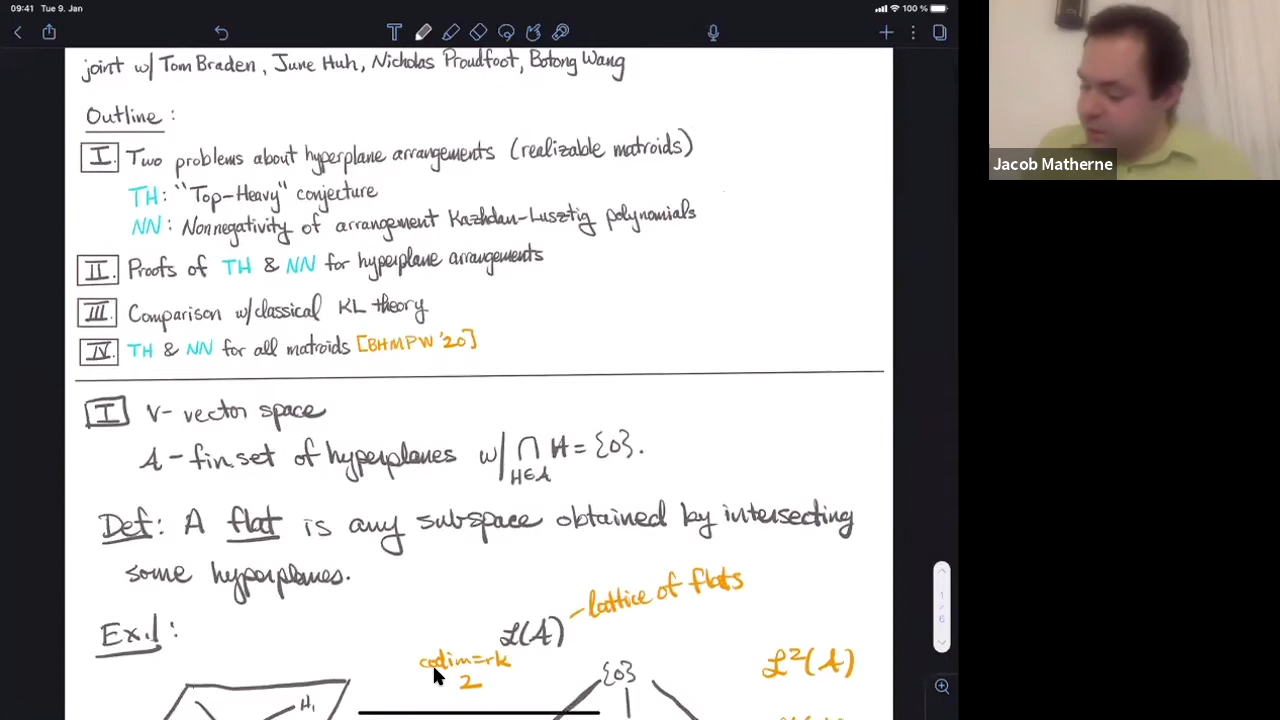 09:41 Tue 9. Jan
100 %
joint w/ Tom Braden, June Huh, Nicholas Proudfoot, Botong Wang
Outline:
I. Two problems about hyperplane arrangements (realizable matroids)
TH: "Top-Heavy" conjecture
NN: Nonnegativity of arrangement Kazhdan-Lusztig polynomials
II. Proofs of TH & NN for hyperplane arrangements
III. Comparison w/classical KL theory
IV. TH & NN for all matroids [BHMPW '20]
I V- vector space
A - fin. set of hyperplanes w/ ∩ H = {0}.
H∈A
Def: A flat is any subspace obtained by intersecting
some hyperplanes.
- lattice of flats
Ex. 1:
L(A)
codim=rk
2
{0}
L²(A)
H₁
1
/
6
Jacob Matherne